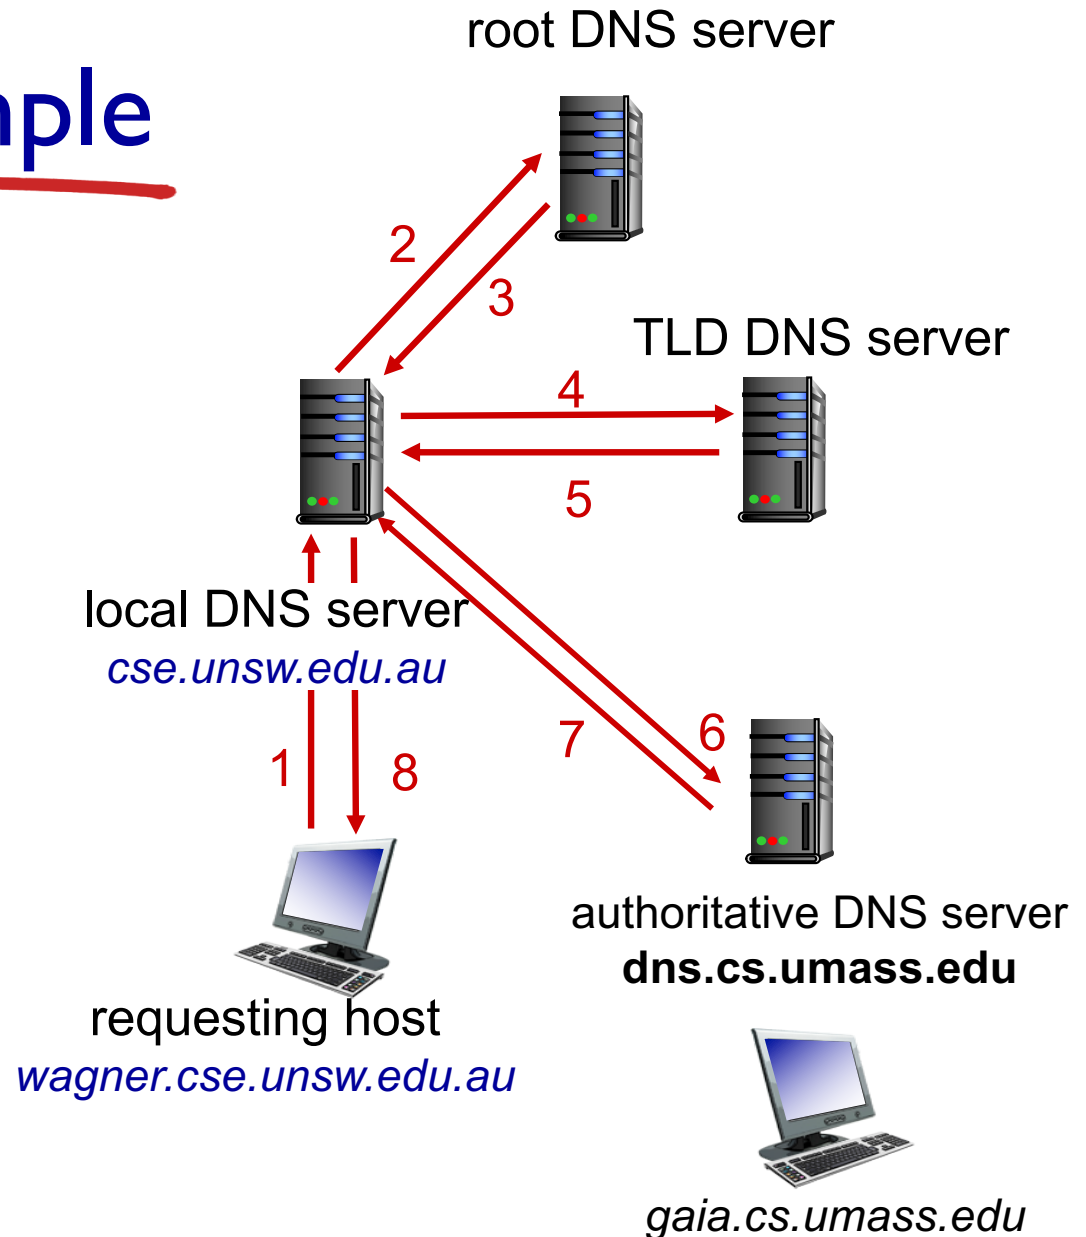 root DNS server
2
3
TLD DNS server
4
5
local DNS server
cse.unsw.edu.au
1
8
7
6
authoritative DNS server
dns.cs.umass.edu
requesting host
wagner.cse.unsw.edu.au
gaia.cs.umass.edu